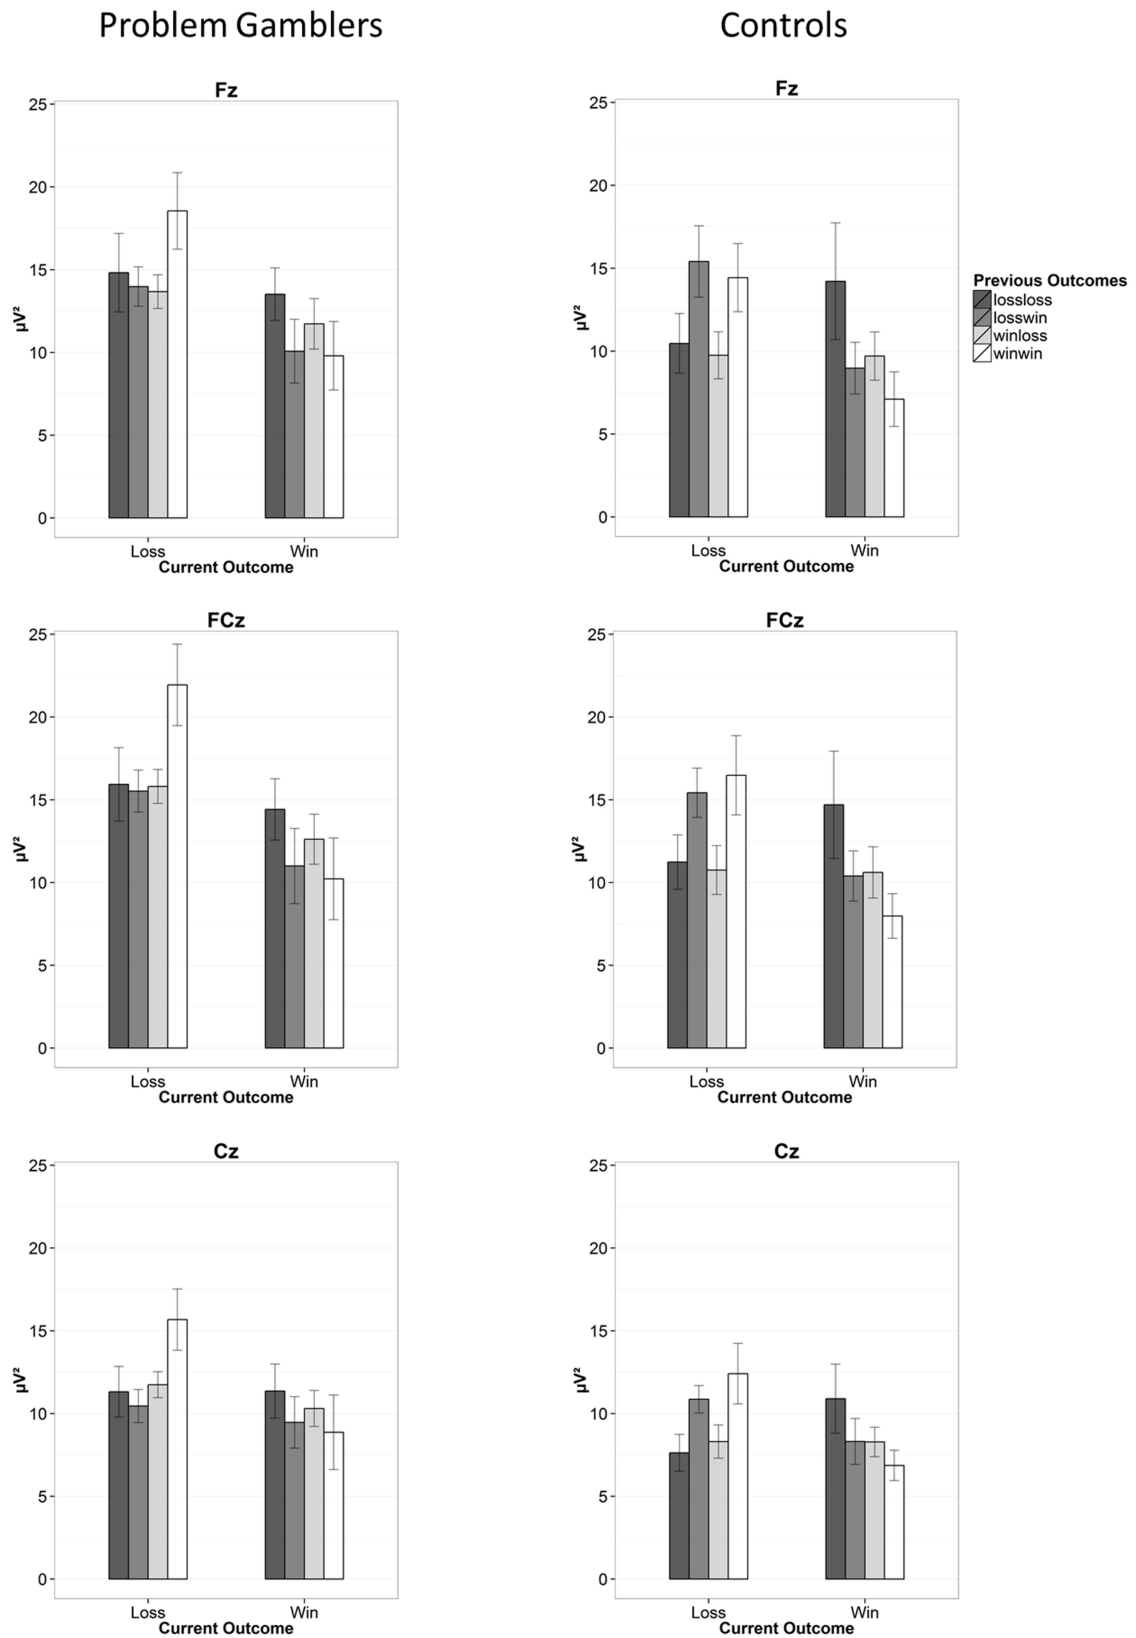 Problem Gamblers
Controls
Fz
25
20
15
10
5
0
µV²
Loss
Win
Current Outcome
Fz
25
20
15
10
5
0
µV²
Loss
Win
Current Outcome
Previous Outcomes
lossloss
losswin
winloss
winwin
FCz
25
20
15
10
5
0
µV²
Loss
Win
Current Outcome
FCz
25
20
15
10
5
0
µV²
Loss
Win
Current Outcome
Cz
25
20
15
10
5
0
µV²
Loss
Win
Current Outcome
Cz
25
20
15
10
5
0
µV²
Loss
Win
Current Outcome